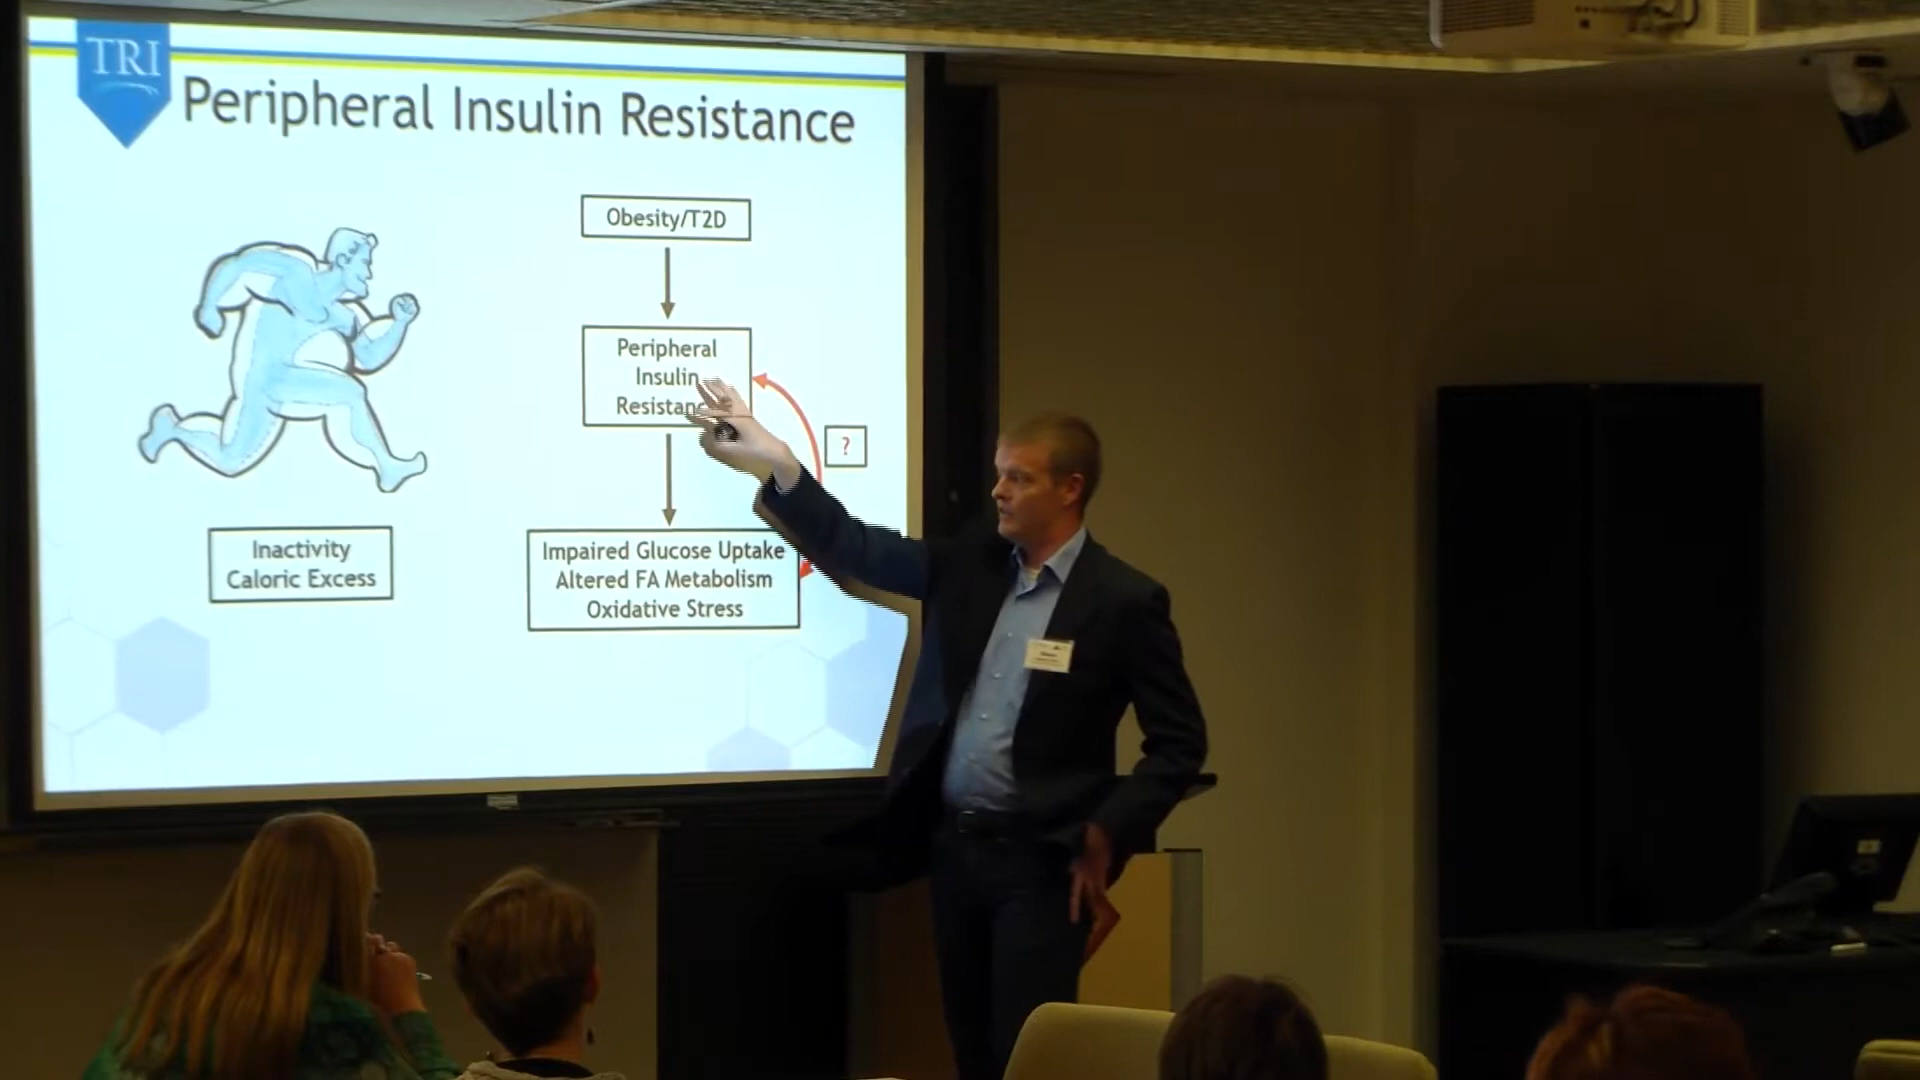 TRI
Peripheral Insulin Resistance
Obesity/T2D
Peripheral
Insulin
Resistance
?
Inactivity
Caloric Excess
Impaired Glucose Uptake
Altered FA Metabolism
Oxidative Stress